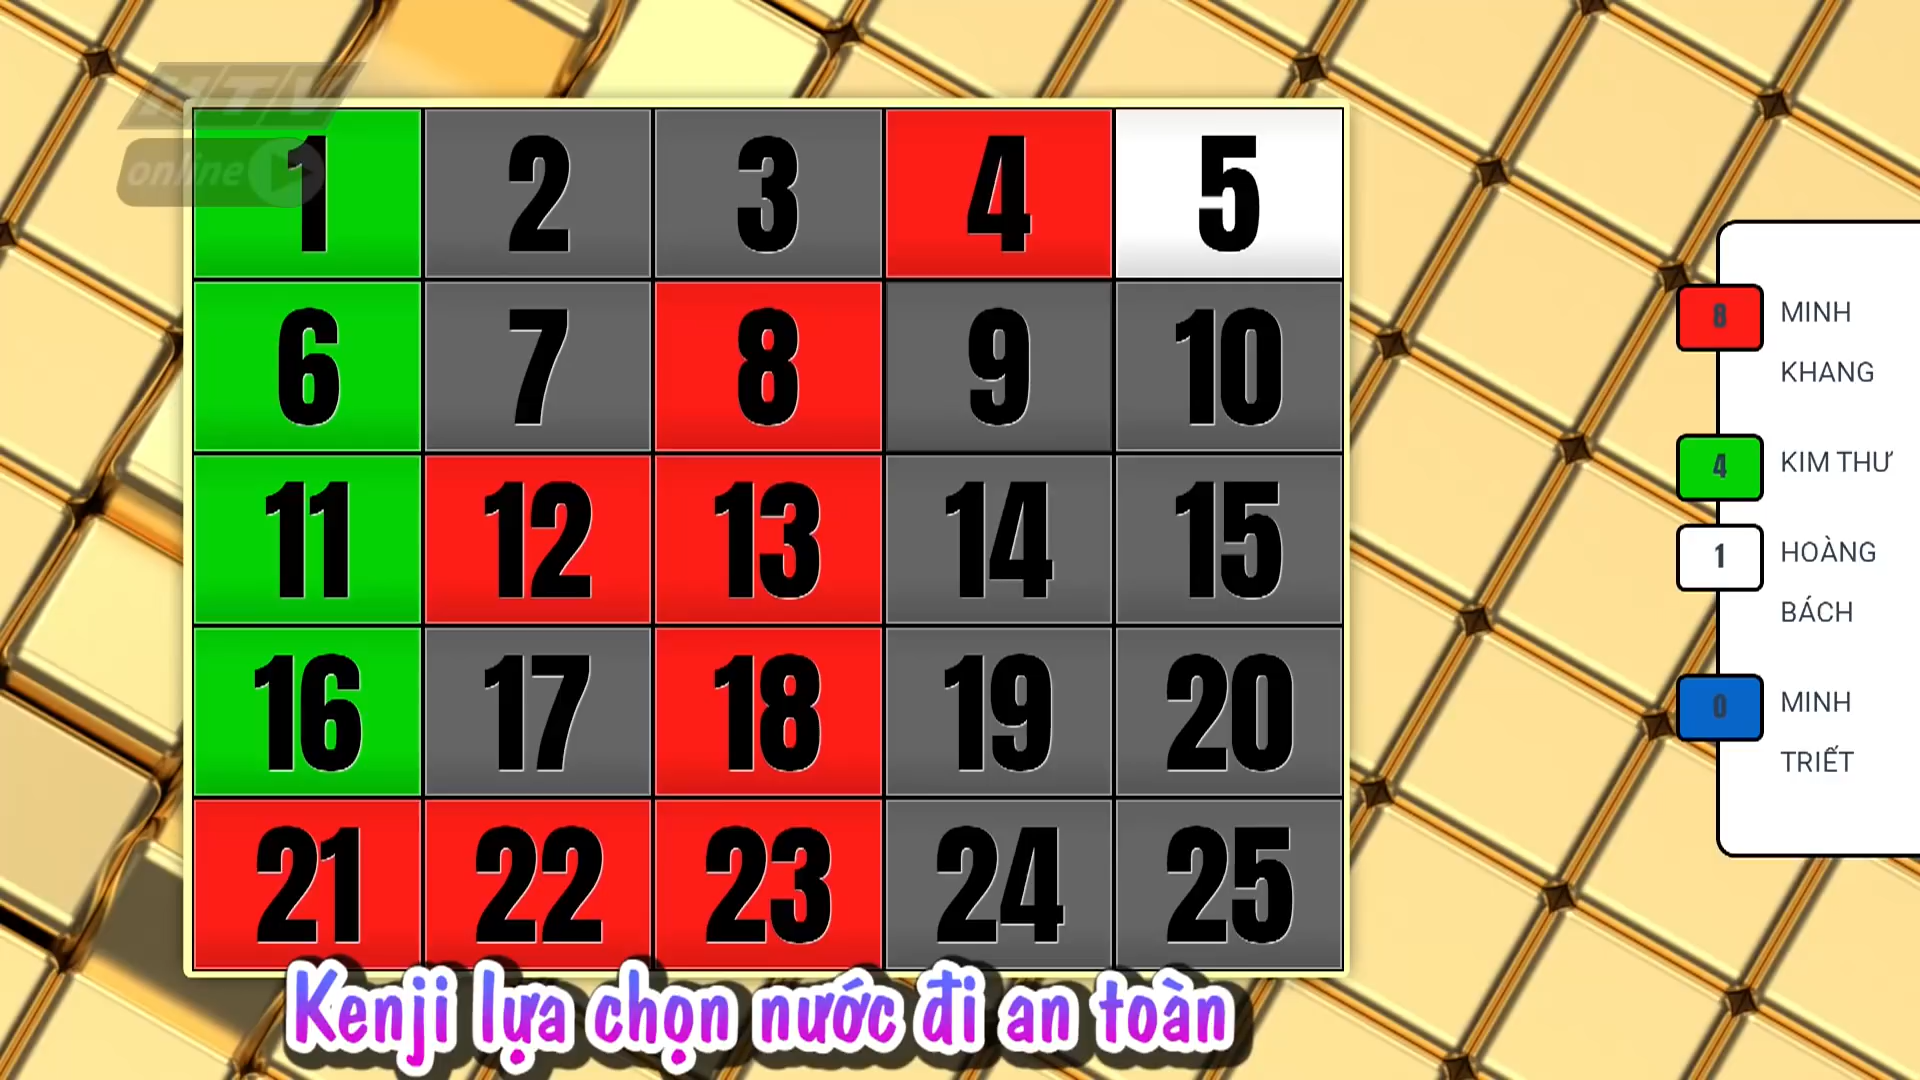 HTV
online
1 2 3 4 5
6 7 8 9 10
11 12 13 14 15
16 17 18 19 20
21 22 23 24 25
8 MINH
KHANG
4 KIM THƯ
1 HOÀNG
BÁCH
0 MINH
TRIẾT
Kenji lựa chọn nước đi an toàn